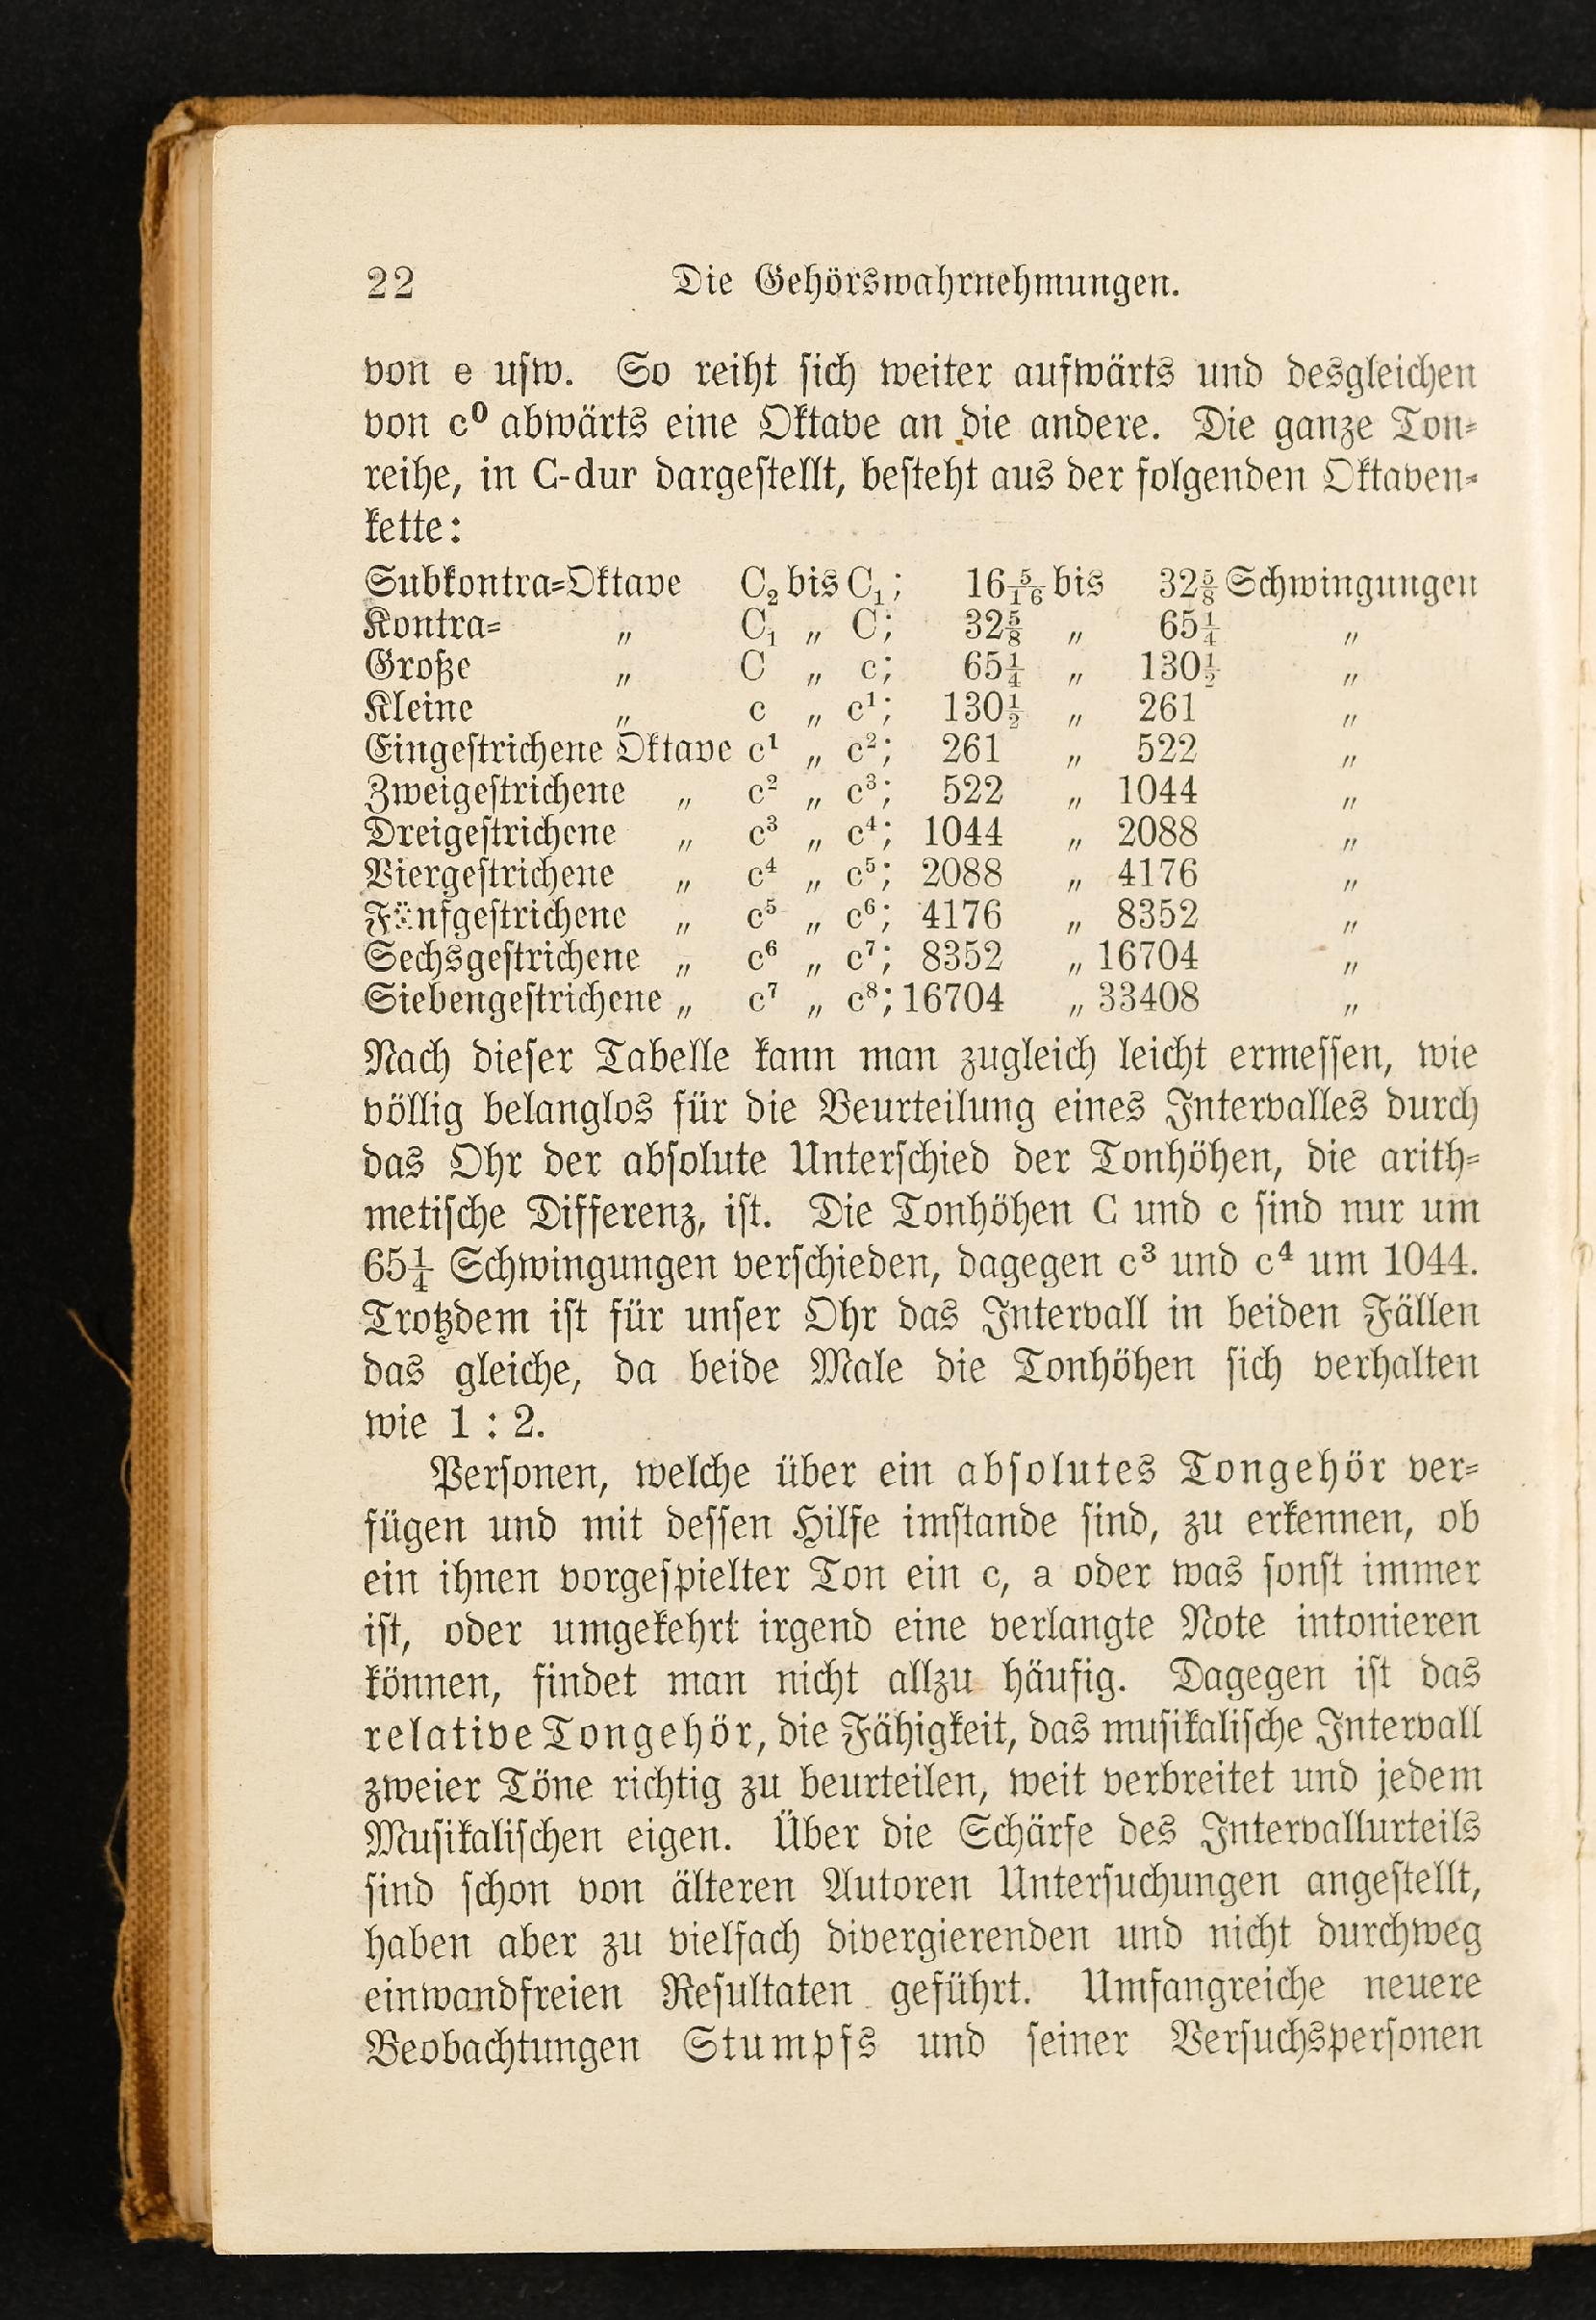 22 Die Gehörswahrnehmungen.
von e usw. So reiht sich weiter aufwärts und desgleichen
von c⁰ abwärts eine Oktave an die andere. Die ganze Ton-
reihe, in C-dur dargestellt, besteht aus der folgenden Oktaven-
kette:
Subkontra-Oktave C₂ bis C₁; 16 5/16 bis 32 5/8 Schwingungen
Kontra- „ C₁ „ C; 32 5/8 „ 65 1/4 „
Große „ C „ c; 65 1/4 „ 130 1/2 „
Kleine „ c „ c¹; 130 1/2 „ 261 „
Eingestrichene Oktave c¹ „ c²; 261 „ 522 „
Zweigestrichene „ c² „ c³; 522 „ 1044 „
Dreigestrichene „ c³ „ c⁴; 1044 „ 2088 „
Viergestrichene „ c⁴ „ c⁵; 2088 „ 4176 „
Fünfgestrichene „ c⁵ „ c⁶; 4176 „ 8352 „
Sechsgestrichene „ c⁶ „ c⁷; 8352 „ 16704 „
Siebengestrichene „ c⁷ „ c⁸; 16704 „ 33408 „
Nach dieser Tabelle kann man zugleich leicht ermessen, wie
völlig belanglos für die Beurteilung eines Intervalles durch
das Ohr der absolute Unterschied der Tonhöhen, die arith-
metische Differenz, ist. Die Tonhöhen C und c sind nur um
65 1/4 Schwingungen verschieden, dagegen c³ und c⁴ um 1044.
Trotzdem ist für unser Ohr das Intervall in beiden Fällen
das gleiche, da beide Male die Tonhöhen sich verhalten
wie 1 : 2.
Personen, welche über ein absolutes Tongehör ver-
fügen und mit dessen Hilfe imstande sind, zu erkennen, ob
ein ihnen vorgespielter Ton ein c, a oder was sonst immer
ist, oder umgekehrt irgend eine verlangte Note intonieren
können, findet man nicht allzu häufig. Dagegen ist das
relative Tongehör, die Fähigkeit, das musikalische Intervall
zweier Töne richtig zu beurteilen, weit verbreitet und jedem
Musikalischen eigen. Über die Schärfe des Intervallurteils
sind schon von älteren Autoren Untersuchungen angestellt,
haben aber zu vielfach divergierenden und nicht durchweg
einwandfreien Resultaten geführt. Umfangreiche neuere
Beobachtungen Stumpfs und seiner Versuchspersonen